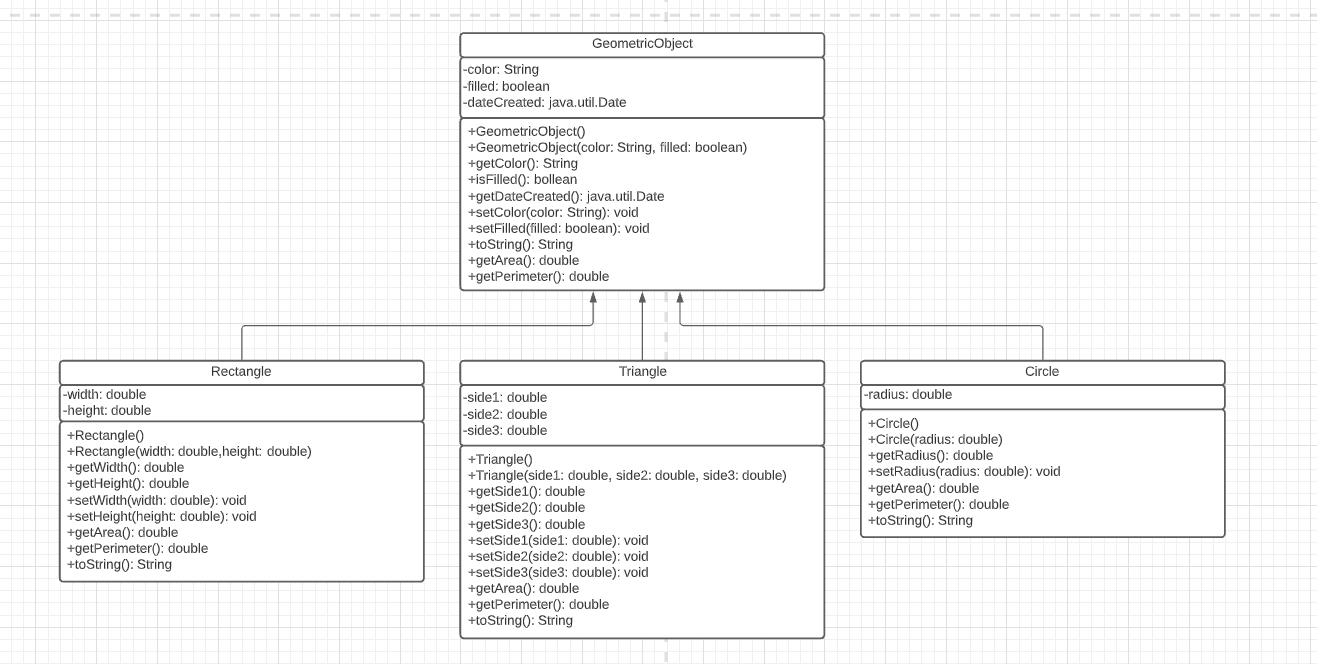 GeometricObject
-color: String
-filled: boolean
-dateCreated: java.util.Date
+GeometricObject()
+GeometricObject(color: String, filled: boolean)
+getColor(): String
+isFilled(): bollean
+getDateCreated(): java.util.Date
+setColor(color: String): void
+setFilled(filled: boolean): void
+toString(): String
+getArea(): double
+getPerimeter(): double
Rectangle
-width: double
-height: double
+Rectangle()
+Rectangle(width: double,height: double)
+getWidth(): double
+getHeight(): double
+setWidth(width: double): void
+setHeight(height: double): void
+getArea(): double
+getPerimeter(): double
+toString(): String
Triangle
-side1: double
-side2: double
-side3: double
+Triangle()
+Triangle(side1: double, side2: double, side3: double)
+getSide1(): double
+getSide2(): double
+getSide3(): double
+setSide1(side1: double): void
+setSide2(side2: double): void
+setSide3(side3: double): void
+getArea(): double
+getPerimeter(): double
+toString(): String
Circle
-radius: double
+Circle()
+Circle(radius: double)
+getRadius(): double
+setRadius(radius: double): void
+getArea(): double
+getPerimeter(): double
+toString(): String